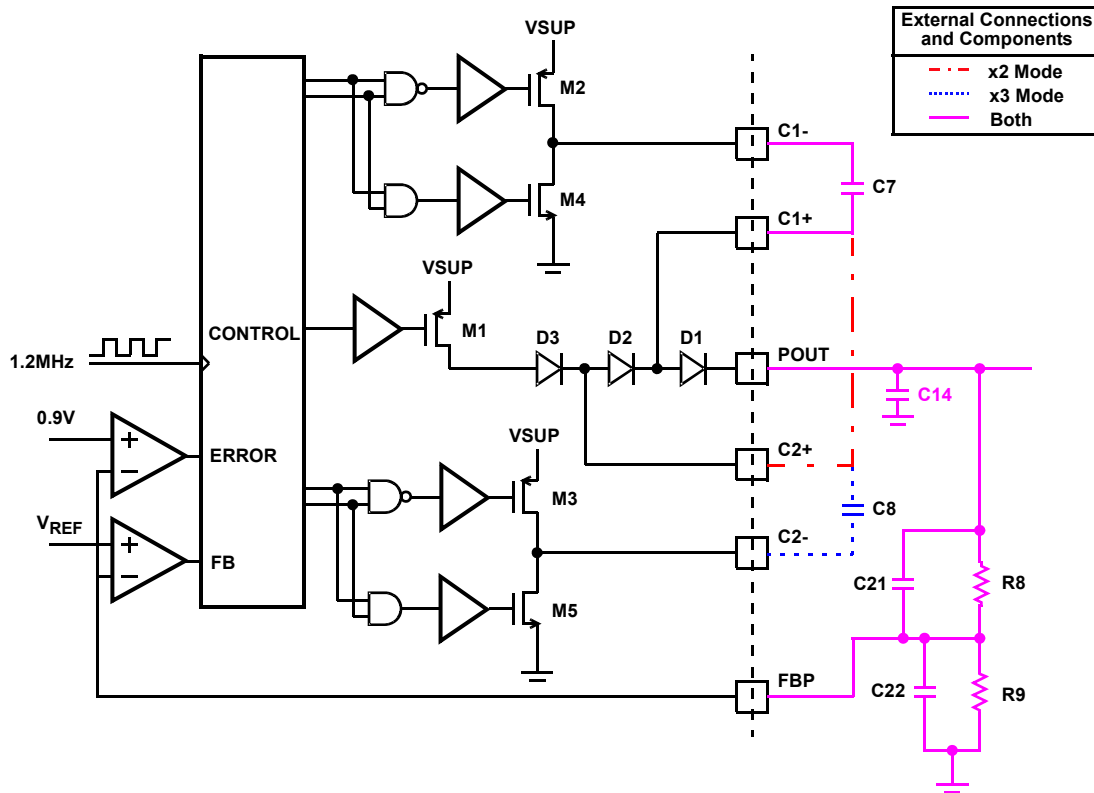 External Connections
and Components
x2 Mode
x3 Mode
Both
VSUP
M2
C1-
C7
M4
C1+
VSUP
M1
CONTROL
D3
D2
D1
POUT
1.2MHz
C14
0.9V
VSUP
C2+
ERROR
M3
C8
VREF
C2-
FB
C21
R8
M5
FBP
C22
R9